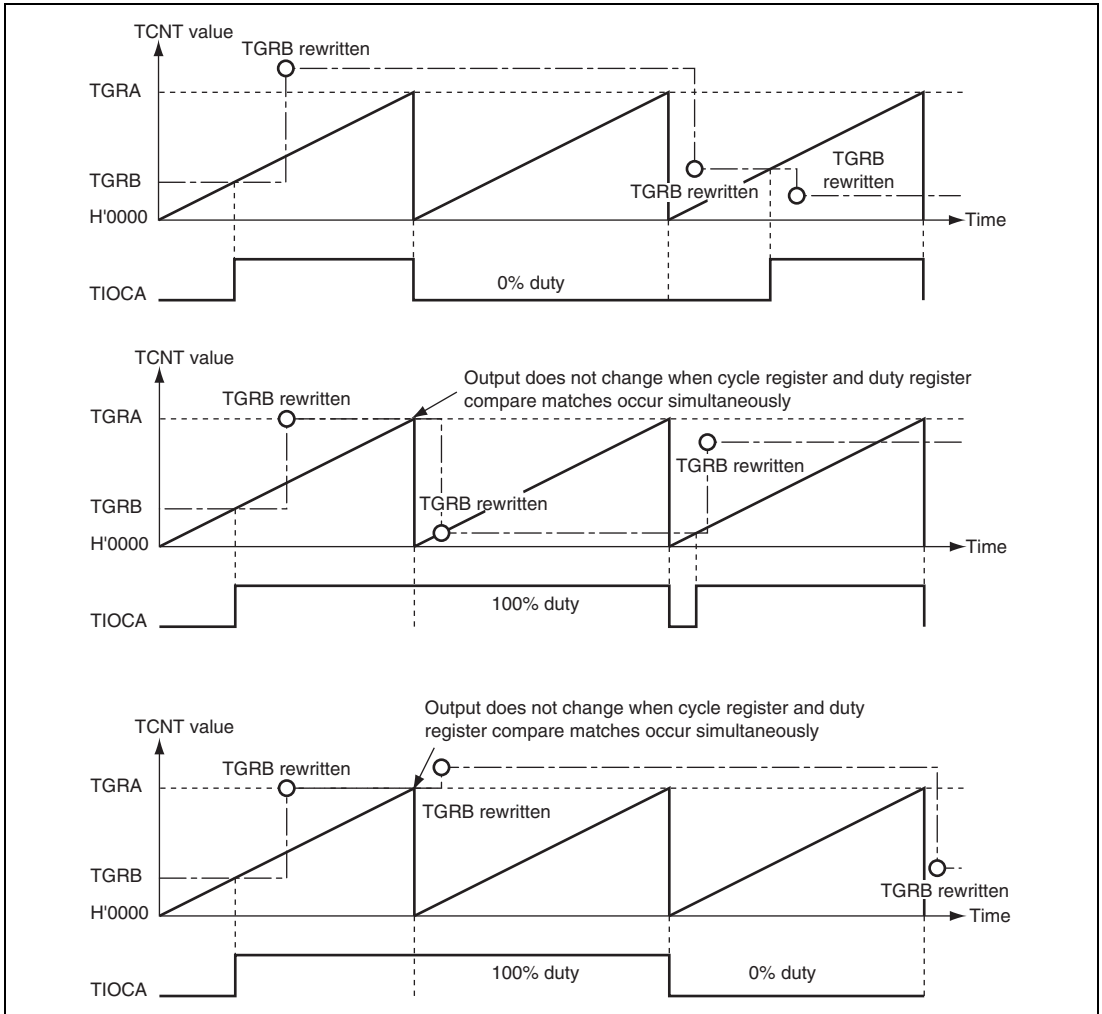 TCNT value
TGRB rewritten
TGRA
TGRB
TGRB rewritten
TGRB
rewritten
H'0000
Time
0% duty
TIOCA
TCNT value
Output does not change when cycle register and duty register
compare matches occur simultaneously
TGRB rewritten
TGRA
TGRB rewritten
TGRB
TGRB rewritten
H'0000
Time
100% duty
TIOCA
Output does not change when cycle register and duty
register compare matches occur simultaneously
TCNT value
TGRB rewritten
TGRA
TGRB rewritten
TGRB
TGRB rewritten
H'0000
Time
100% duty
0% duty
TIOCA